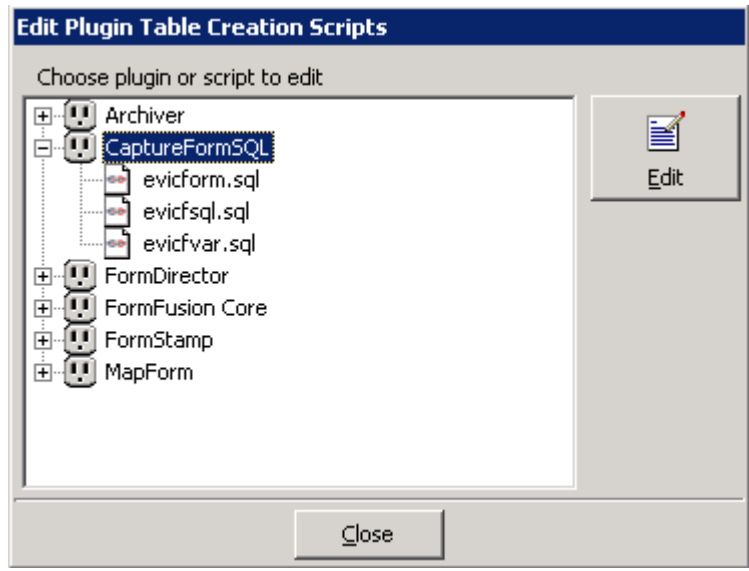 Edit Plugin Table Creation Scripts
Choose plugin or script to edit
Archiver
CaptureFormSQL
evicform.sql
evicfsql.sql
evicfvar.sql
FormDirector
FormFusion Core
FormStamp
MapForm
Edit
Close